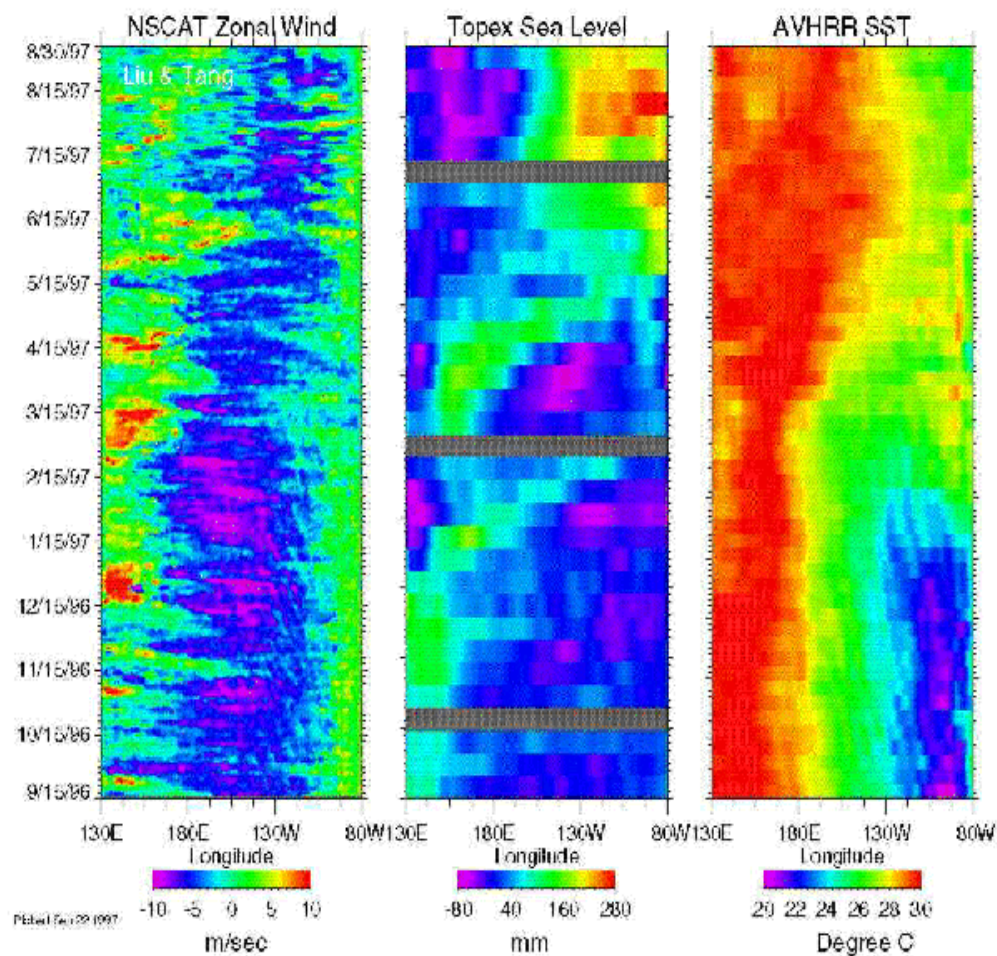 NSCAT Zonal Wind
Topex Sea Level
AVHRR SST
Liu & Tang
8/30/97
8/15/97
7/15/97
6/15/97
5/15/97
4/15/97
3/15/97
2/15/97
1/15/97
12/15/96
11/15/96
10/15/96
9/15/96
130E 180E 130W 80W
130E 180E 130W 80W
130E 180E 130W 80W
Longitude
Longitude
Longitude
-10 -5 0 5 10
-80 40 160 280
20 22 24 26 28 30
m/sec
mm
Degree C